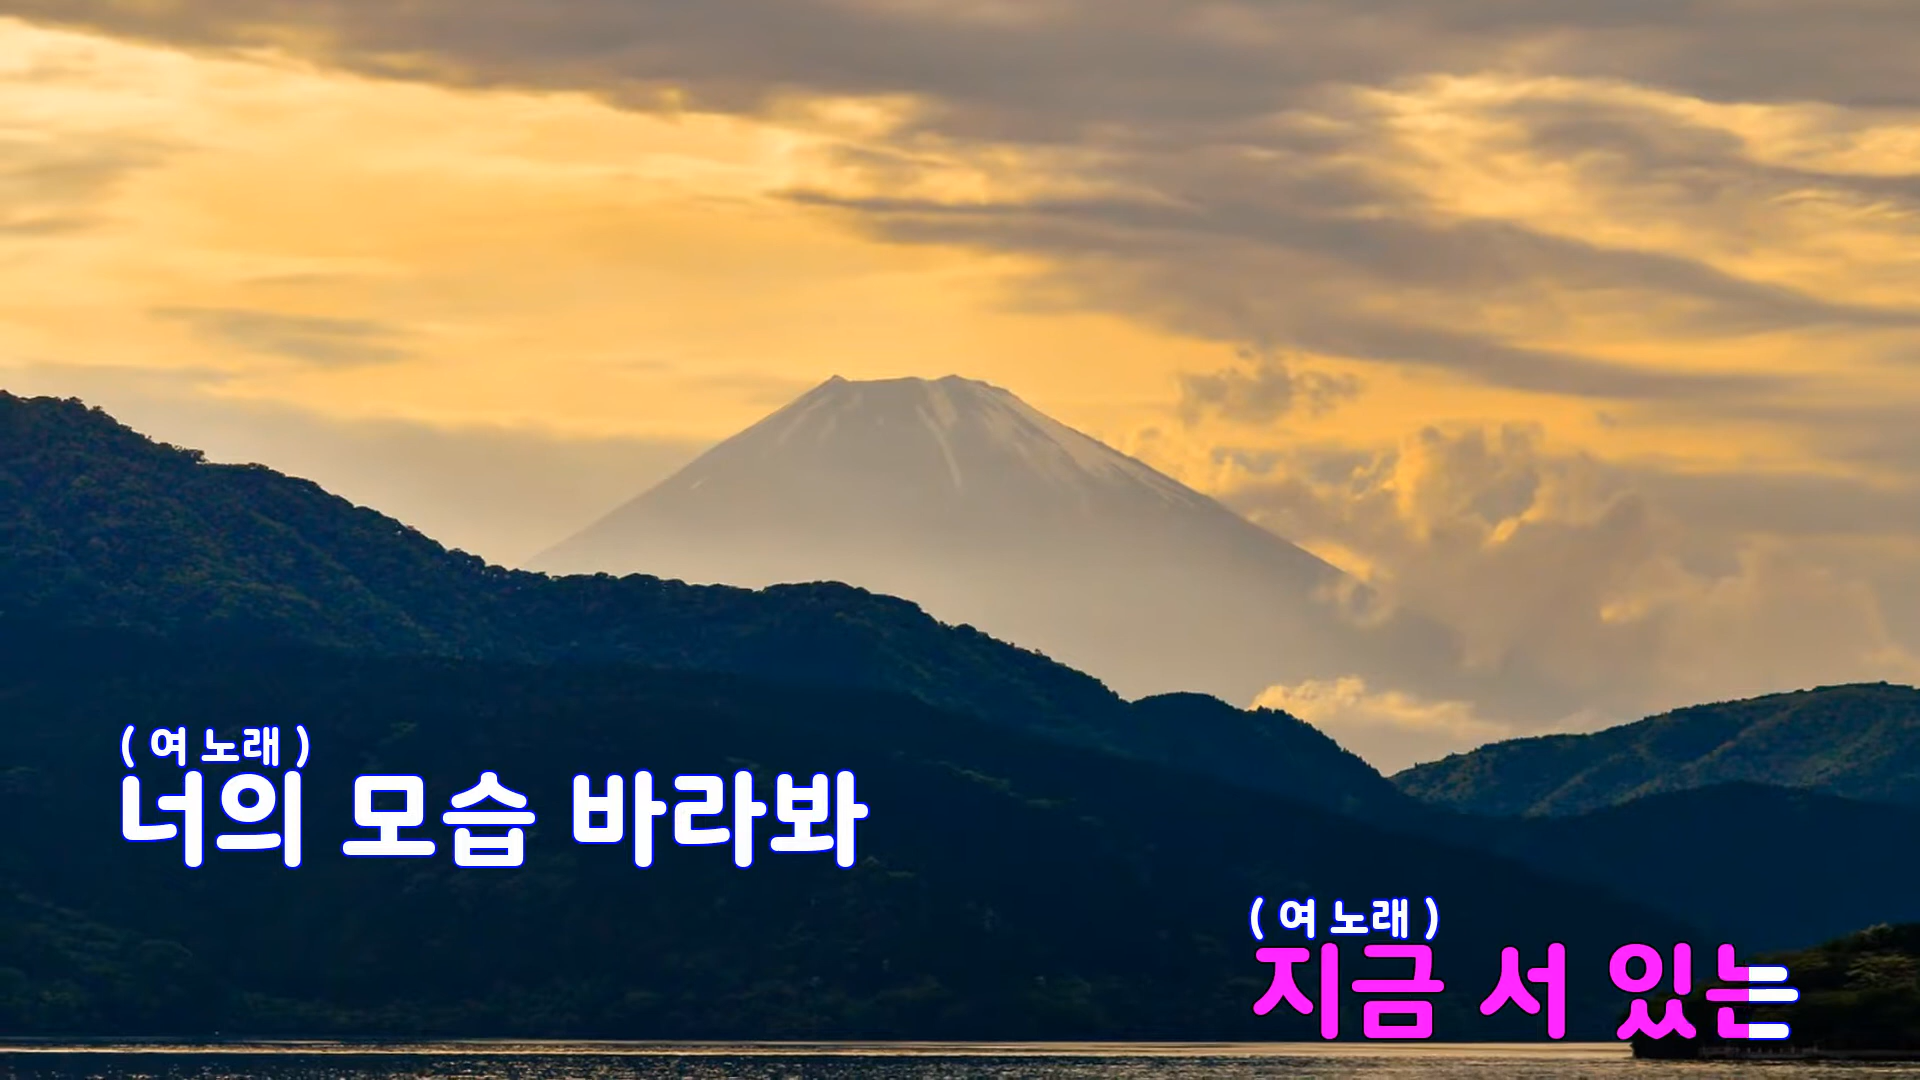 ( 여 노래 )
너의 모습 바라봐
( 여 노래 )
지금 서 있는